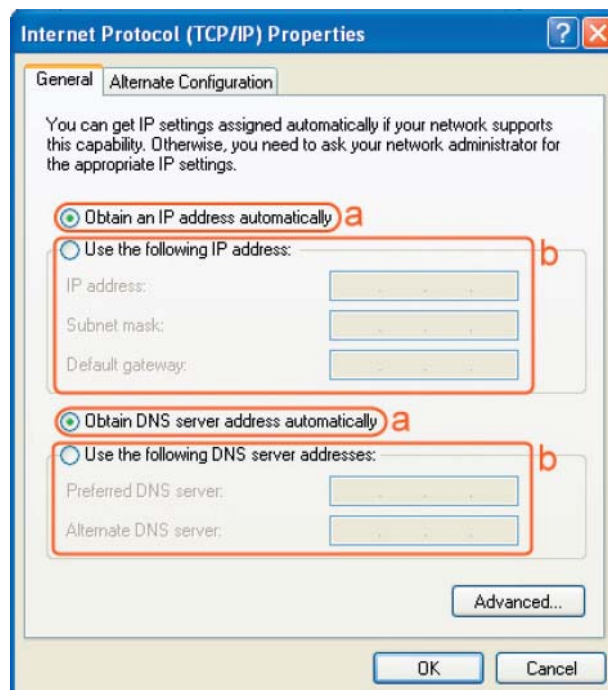 Internet Protocol (TCP/IP) Properties
General
Alternate Configuration
You can get IP settings assigned automatically if your network supports
this capability. Otherwise, you need to ask your network administrator for
the appropriate IP settings.
Obtain an IP address automatically a
Use the following IP address: b
IP address:
Subnet mask:
Default gateway:
Obtain DNS server address automatically a
Use the following DNS server addresses: b
Preferred DNS server:
Alternate DNS server:
Advanced...
OK
Cancel